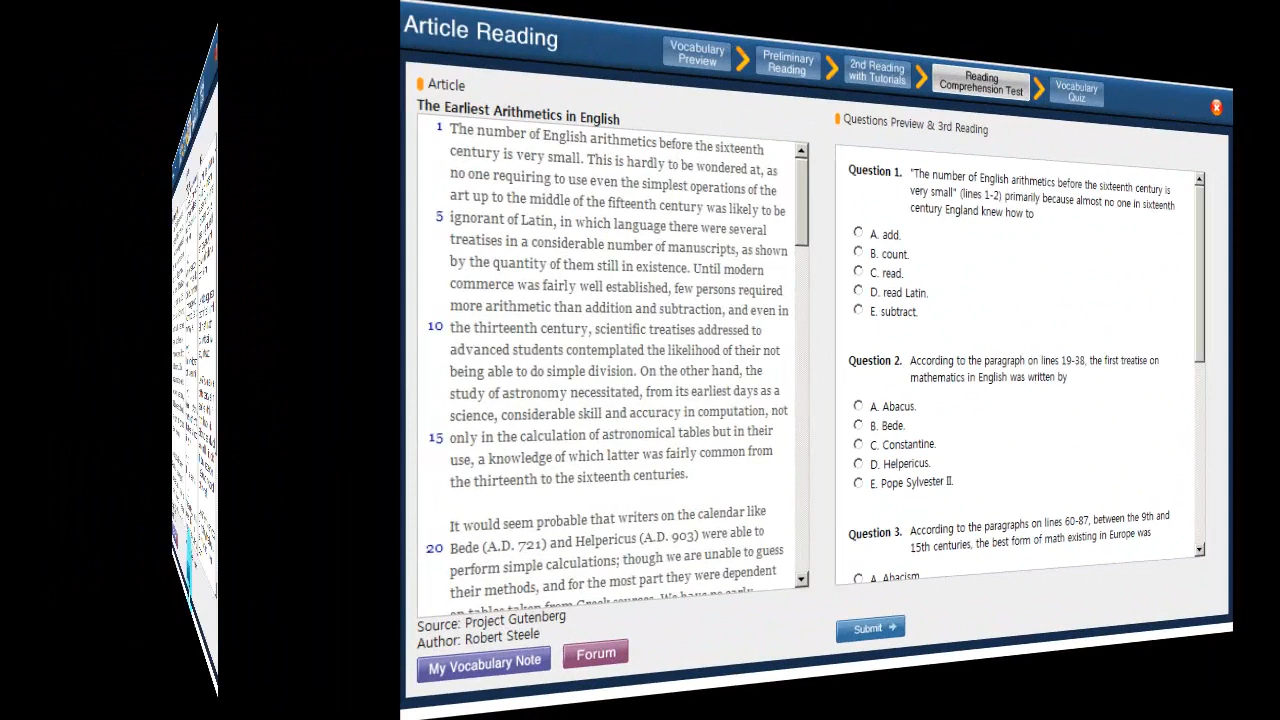 Article Reading
Vocabulary
Preview
Preliminary
Reading
2nd Reading
with Tutorials
Reading
Comprehension Test
Vocabulary
Quiz
Article
The Earliest Arithmetics in English
1 The number of English arithmetics before the sixteenth
century is very small. This is hardly to be wondered at, as
no one requiring to use even the simplest operations of the
art up to the middle of the fifteenth century was likely to be
5 ignorant of Latin, in which language there were several
treatises in a considerable number of manuscripts, as shown
by the quantity of them still in existence. Until modern
commerce was fairly well established, few persons required
more arithmetic than addition and subtraction, and even in
10 the thirteenth century, scientific treatises addressed to
advanced students contemplated the likelihood of their not
being able to do simple division. On the other hand, the
study of astronomy necessitated, from its earliest days as a
science, considerable skill and accuracy in computation, not
15 only in the calculation of astronomical tables but in their
use, a knowledge of which latter was fairly common from
the thirteenth to the sixteenth centuries.
It would seem probable that writers on the calendar like
20 Bede (A.D. 721) and Helpericus (A.D. 903) were able to
perform simple calculations; though we are unable to guess
their methods, and for the most part they were dependent
on tables taken from Greek sources. We have no early
Source: Project Gutenberg
Author: Robert Steele
My Vocabulary Note
Forum
Questions Preview & 3rd Reading
Question 1. "The number of English arithmetics before the sixteenth century is
very small" (lines 1-2) primarily because almost no one in sixteenth
century England knew how to
A. add.
B. count.
C. read.
D. read Latin.
E. subtract.
Question 2. According to the paragraph on lines 19-38, the first treatise on
mathematics in English was written by
A. Abacus.
B. Bede.
C. Constantine.
D. Helpericus.
E. Pope Sylvester II.
Question 3. According to the paragraphs on lines 60-87, between the 9th and
15th centuries, the best form of math existing in Europe was
A. Abacism
Submit